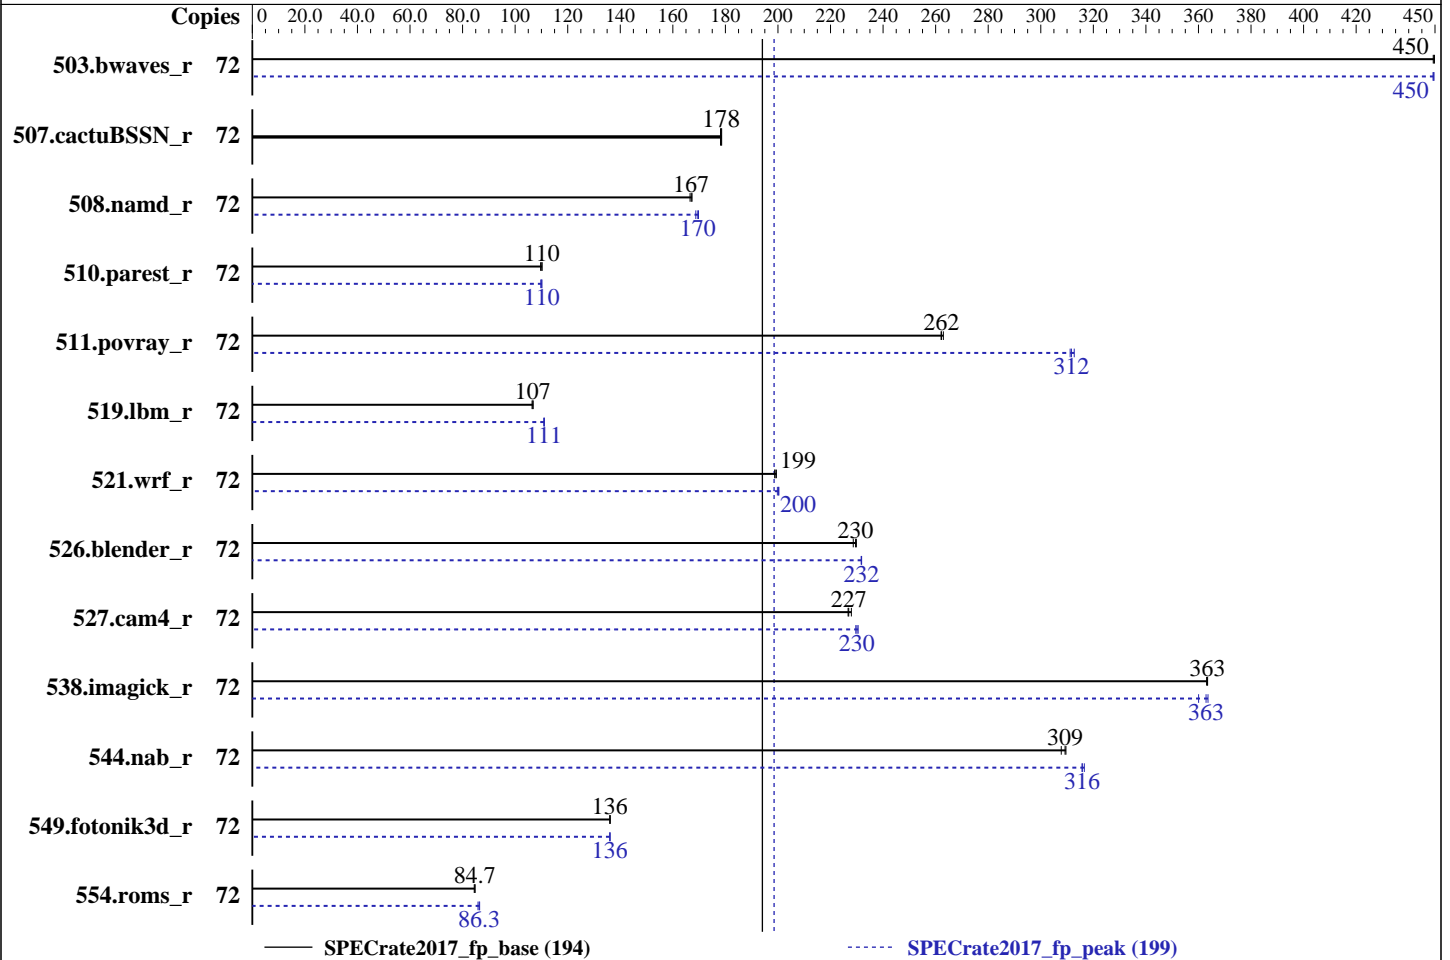 Copies 0 20.0 40.0 60.0 80.0 100 120 140 160 180 200 220 240 260 280 300 320 340 360 380 400 420 450
450
503.bwaves_r 72
450
178
507.cactuBSSN_r 72
167
508.namd_r 72
170
110
510.parest_r 72
110
262
511.povray_r 72
312
107
519.lbm_r 72
111
199
521.wrf_r 72
200
230
526.blender_r 72
232
227
527.cam4_r 72
230
363
538.imagick_r 72
363
309
544.nab_r 72
316
136
549.fotonik3d_r 72
136
84.7
554.roms_r 72
86.3
SPECrate2017_fp_base (194) SPECrate2017_fp_peak (199)